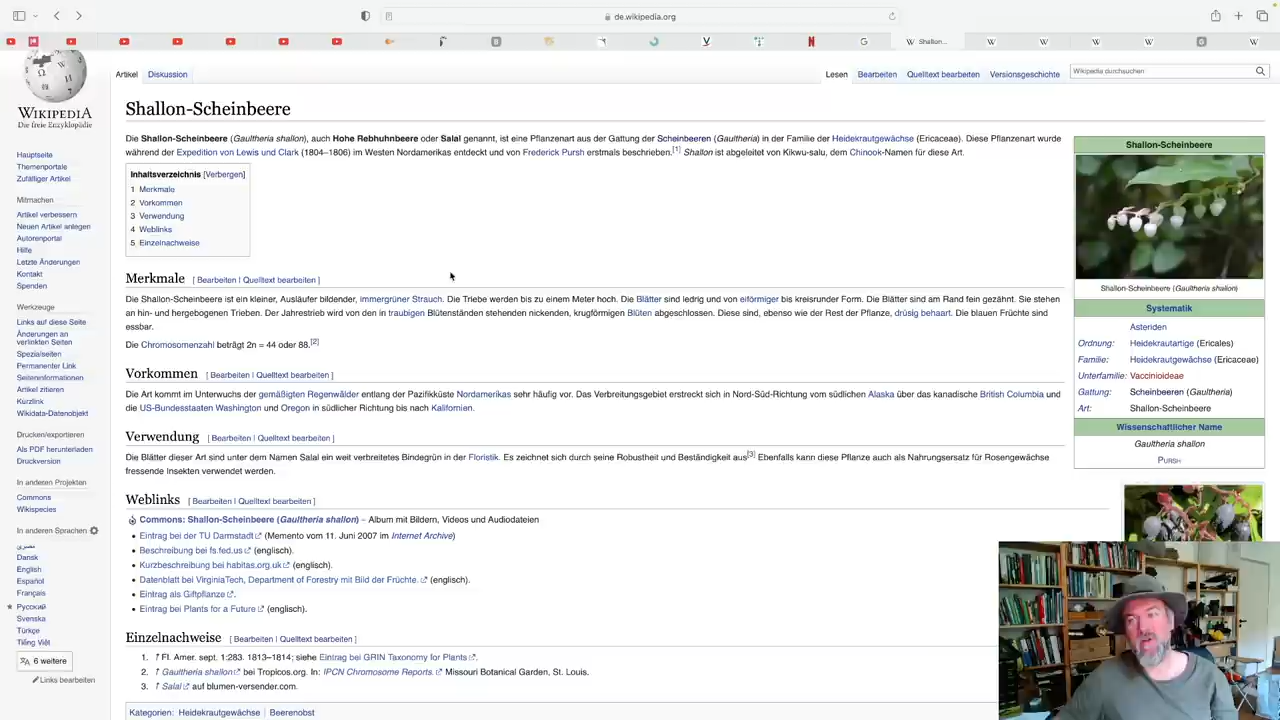 de.wikipedia.org
Shallon...
WIKIPEDIA
Die freie Enzyklopädie
Hauptseite
Themenportale
Zufälliger Artikel
Mitmachen
Artikel verbessern
Neuen Artikel anlegen
Autorenportal
Hilfe
Letzte Änderungen
Kontakt
Spenden
Werkzeuge
Links auf diese Seite
Änderungen an
verlinkten Seiten
Spezialseiten
Permanenter Link
Seiteninformationen
Artikel zitieren
Kurzlink
Wikidata-Datenobjekt
Drucken/exportieren
Als PDF herunterladen
Druckversion
In anderen Projekten
Commons
Wikispecies
In anderen Sprachen
مصرى
Dansk
English
Español
Français
Русский
Svenska
Türkçe
Tiếng Việt
6 weitere
Links bearbeiten
Artikel Diskussion
Lesen Bearbeiten Quelltext bearbeiten Versionsgeschichte
Wikipedia durchsuchen
Shallon-Scheinbeere
Die Shallon-Scheinbeere (Gaultheria shallon), auch Hohe Rebhuhnbeere oder Salal genannt, ist eine Pflanzenart aus der Gattung der Scheinbeeren (Gaultheria) in der Familie der Heidekrautgewächse (Ericaceae). Diese Pflanzenart wurde
während der Expedition von Lewis und Clark (1804–1806) im Westen Nordamerikas entdeckt und von Frederick Pursh erstmals beschrieben.[1] Shallon ist abgeleitet von Kikwu-salu, dem Chinook-Namen für diese Art.
Inhaltsverzeichnis [Verbergen]
1 Merkmale
2 Vorkommen
3 Verwendung
4 Weblinks
5 Einzelnachweise
Merkmale [ Bearbeiten | Quelltext bearbeiten ]
Die Shallon-Scheinbeere ist ein kleiner, Ausläufer bildender, immergrüner Strauch. Die Triebe werden bis zu einem Meter hoch. Die Blätter sind ledrig und von eiförmiger bis kreisrunder Form. Die Blätter sind am Rand fein gezähnt. Sie stehen
an hin- und hergebogenen Trieben. Der Jahrestrieb wird von den in traubigen Blütenständen stehenden nickenden, krugförmigen Blüten abgeschlossen. Diese sind, ebenso wie der Rest der Pflanze, drüsig behaart. Die blauen Früchte sind
essbar.
Die Chromosomenzahl beträgt 2n = 44 oder 88.[2]
Vorkommen [ Bearbeiten | Quelltext bearbeiten ]
Die Art kommt im Unterwuchs der gemäßigten Regenwälder entlang der Pazifikküste Nordamerikas sehr häufig vor. Das Verbreitungsgebiet erstreckt sich in Nord-Süd-Richtung vom südlichen Alaska über das kanadische British Columbia und
die US-Bundesstaaten Washington und Oregon in südlicher Richtung bis nach Kalifornien.
Verwendung [ Bearbeiten | Quelltext bearbeiten ]
Die Blätter dieser Art sind unter dem Namen Salal ein weit verbreitetes Bindegrün in der Floristik. Es zeichnet sich durch seine Robustheit und Beständigkeit aus[3] Ebenfalls kann diese Pflanze auch als Nahrungsersatz für Rosengewächse
fressende Insekten verwendet werden.
Weblinks [ Bearbeiten | Quelltext bearbeiten ]
Commons: Shallon-Scheinbeere (Gaultheria shallon) – Album mit Bildern, Videos und Audiodateien
• Eintrag bei der TU Darmstadt (Memento vom 11. Juni 2007 im Internet Archive)
• Beschreibung bei fs.fed.us (englisch).
• Kurzbeschreibung bei habitas.org.uk (englisch).
• Datenblatt bei VirginiaTech, Department of Forestry mit Bild der Früchte. (englisch).
• Eintrag als Giftpflanze.
• Eintrag bei Plants for a Future (englisch).
Einzelnachweise [ Bearbeiten | Quelltext bearbeiten ]
1. ↑ Fl. Amer. sept. 1:283. 1813–1814; siehe Eintrag bei GRIN Taxonomy for Plants.
2. ↑ Gaultheria shallon bei Tropicos.org. In: IPCN Chromosome Reports. Missouri Botanical Garden, St. Louis.
3. ↑ Salal auf blumen-versender.com.
Kategorien: Heidekrautgewächse | Beerenobst
Shallon-Scheinbeere
Shallon-Scheinbeere (Gaultheria shallon)
Systematik
Asteriden
Ordnung: Heidekrautartige (Ericales)
Familie: Heidekrautgewächse (Ericaceae)
Unterfamilie: Vaccinioideae
Gattung: Scheinbeeren (Gaultheria)
Art: Shallon-Scheinbeere
Wissenschaftlicher Name
Gaultheria shallon
PURSH